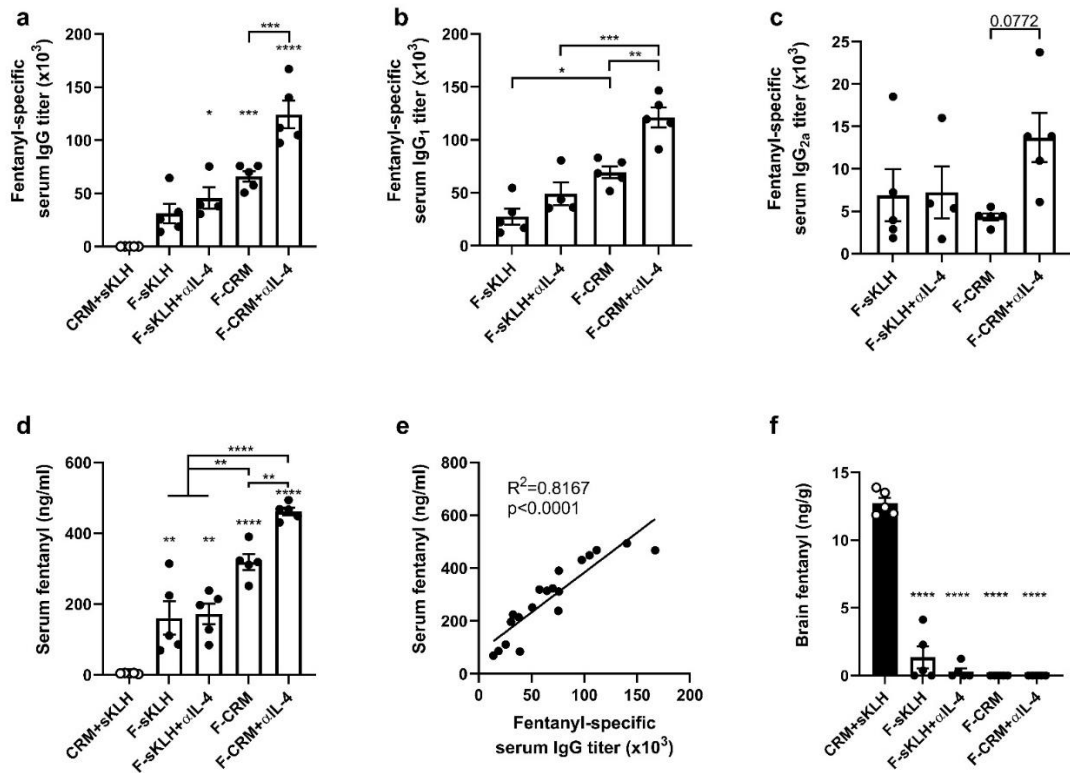 a
Fentanyl-specific
serum IgG titer (x10³)
200
150
100
50
0
***
****
*
***
CRM+sKLH
F-sKLH
F-sKLH+αIL-4
F-CRM
F-CRM+αIL-4
b
Fentanyl-specific
serum IgG₁ titer (x10³)
200
150
100
50
0
***
*
**
F-sKLH
F-sKLH+αIL-4
F-CRM
F-CRM+αIL-4
c
Fentanyl-specific
serum IgG₂ₐ titer (x10³)
25
20
15
10
5
0
0.0772
F-sKLH
F-sKLH+αIL-4
F-CRM
F-CRM+αIL-4
d
Serum fentanyl (ng/ml)
600
400
200
0
****
**
**
****
****
**
**
CRM+sKLH
F-sKLH
F-sKLH+αIL-4
F-CRM
F-CRM+αIL-4
e
Serum fentanyl (ng/ml)
800
600
400
200
0
R²=0.8167
p<0.0001
0 50 100 150 200
Fentanyl-specific
serum IgG titer (x10³)
f
Brain fentanyl (ng/g)
15
10
5
0
**** **** **** ****
CRM+sKLH
F-sKLH
F-sKLH+αIL-4
F-CRM
F-CRM+αIL-4